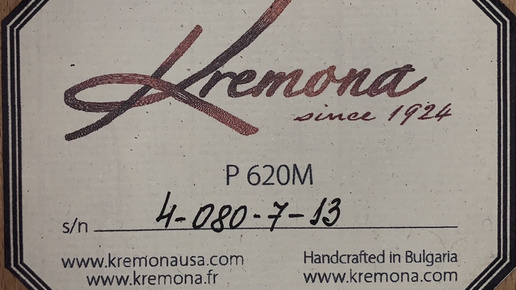 Kremona
since 1924
P 620M
s/n 4-080-7-13
www.kremonausa.com Handcrafted in Bulgaria
www.kremona.fr www.kremona.com